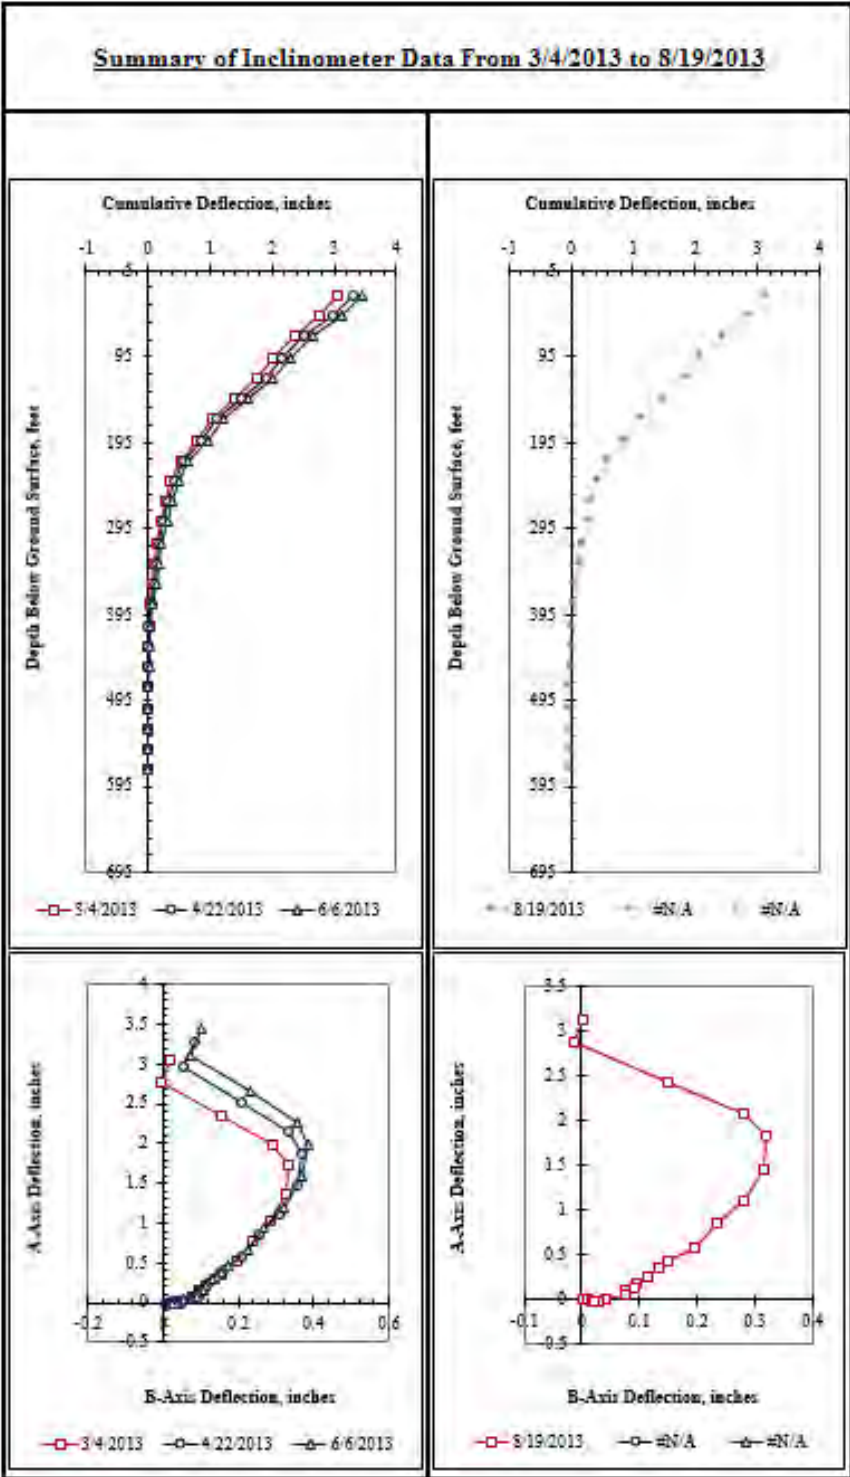 Summary of Inclinometer Data From 3/4/2013 to 8/19/2013
Cumulative Deflection, inches
-1 0 1 2 3 4
-5
95
195
295
395
495
595
695
Depth Below Ground Surface, feet
3/4/2013 4/22/2013 6/6/2013
Cumulative Deflection, inches
-1 0 1 2 3 4
-5
95
195
295
395
495
595
695
Depth Below Ground Surface, feet
8/19/2013 #N/A #N/A
4
3.5
3
2.5
2
1.5
1
0.5
0
-0.5
-0.2 0.2 0.4 0.6
A-Axis Deflection, inches
B-Axis Deflection, inches
3/4/2013 4/22/2013 6/6/2013
3.5
3
2.5
2
1.5
1
0.5
0
-0.5
-0.1 0 0.1 0.2 0.3 0.4
A-Axis Deflection, inches
B-Axis Deflection, inches
8/19/2013 #N/A #N/A